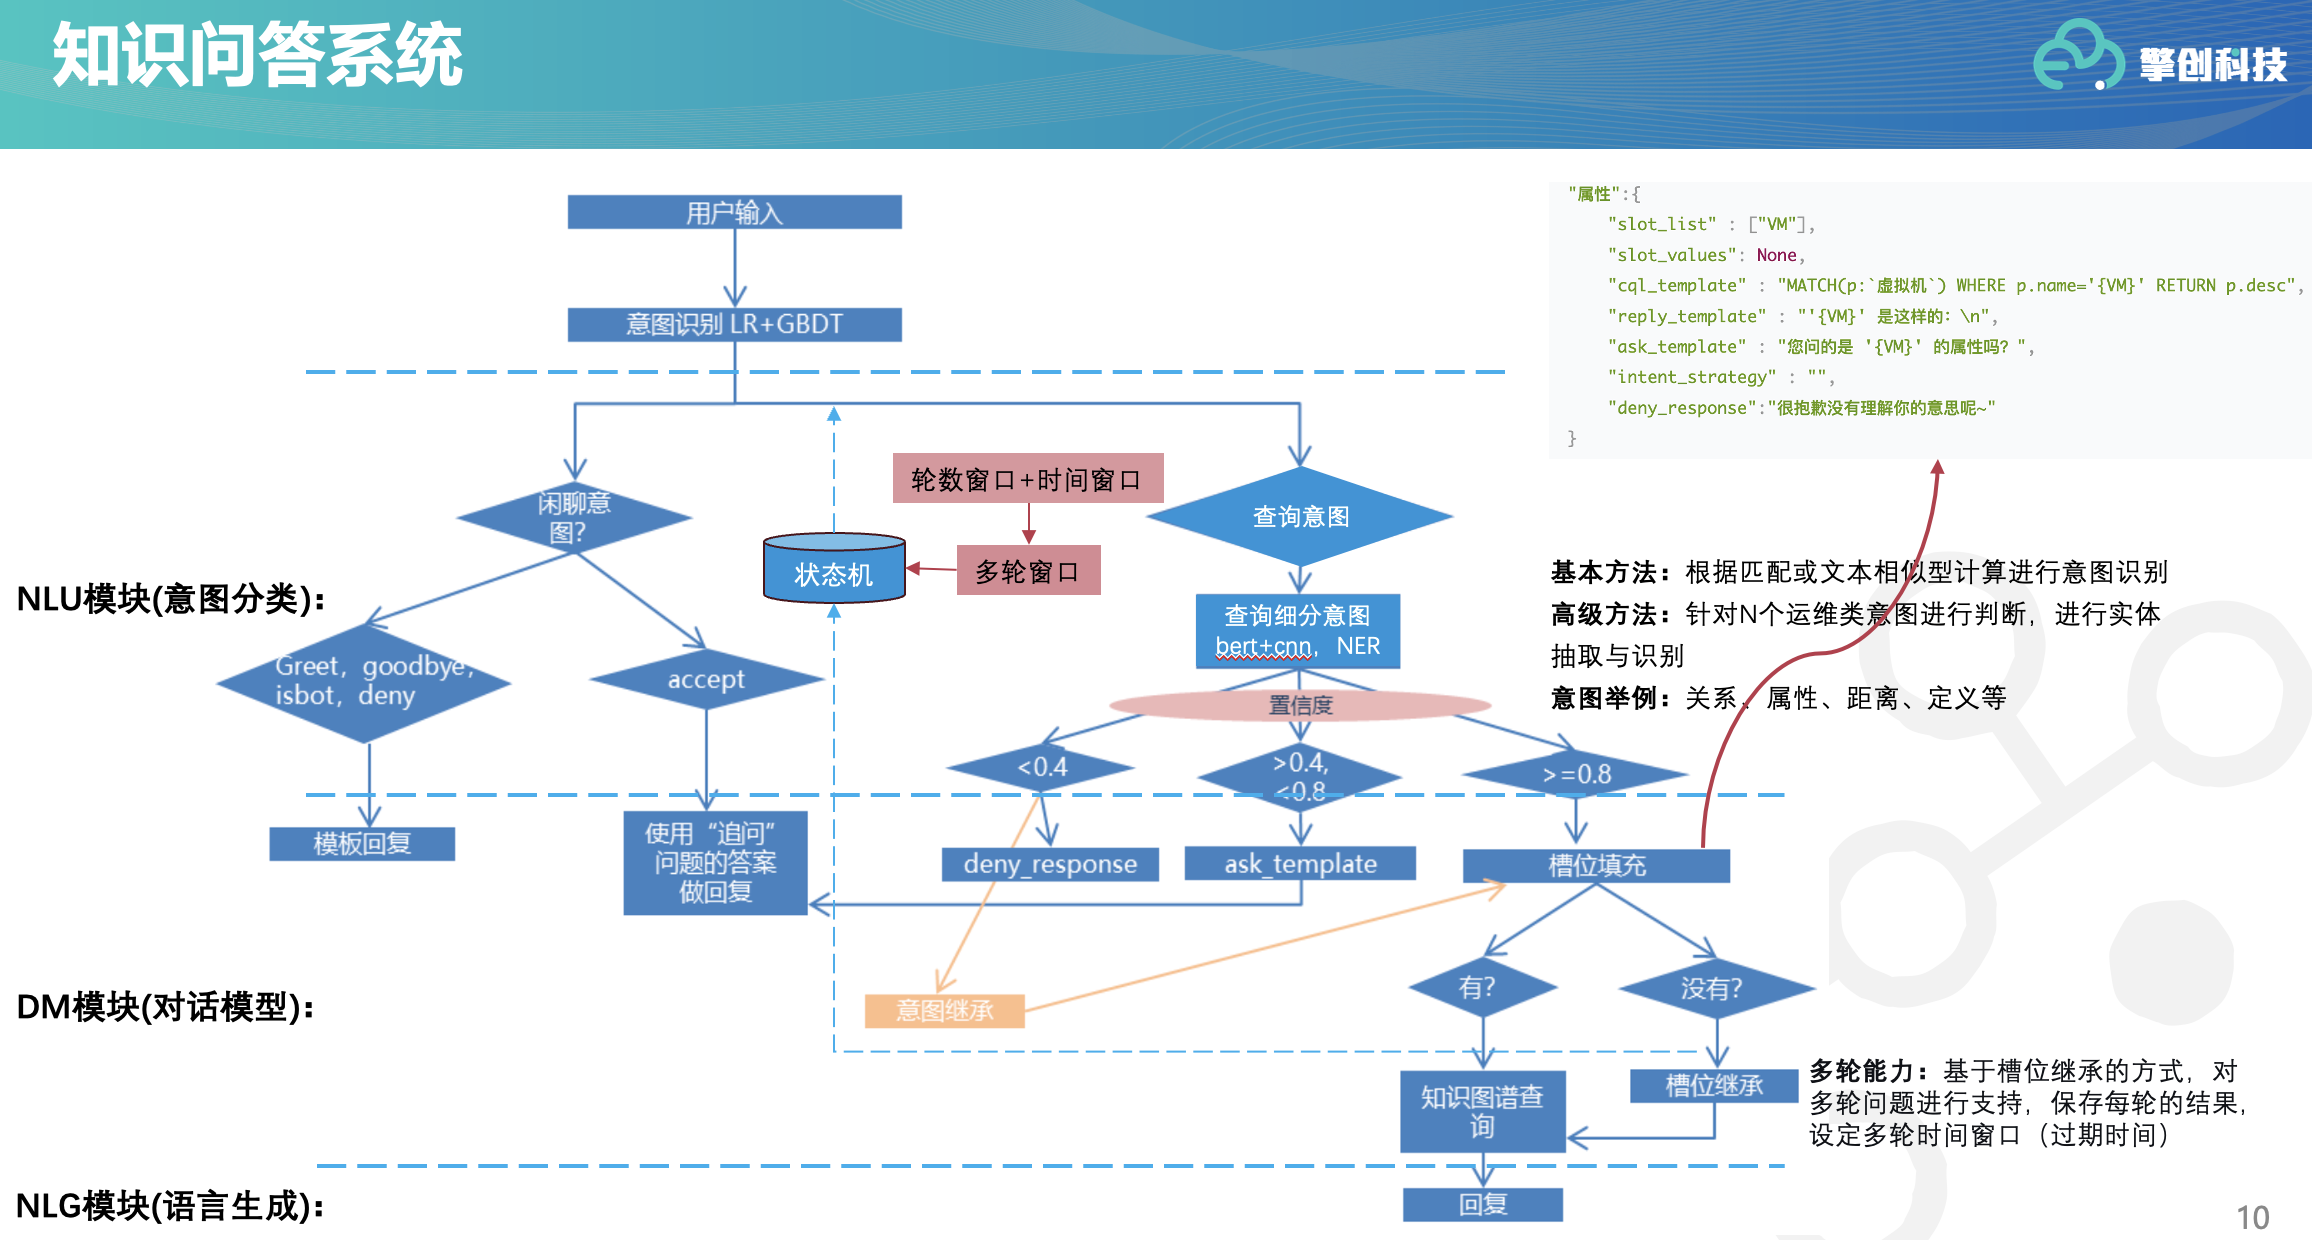 知识问答系统
擎创科技
用户输入
意图识别 LR+GBDT
"属性":{
"slot_list" : ["VM"],
"slot_values": None,
"cql_template" : "MATCH(p:`虚拟机`) WHERE p.name='{VM}' RETURN p.desc",
"reply_template" : "'{VM}' 是这样的：\n",
"ask_template" : "您问的是 '{VM}' 的属性吗？",
"intent_strategy" : "",
"deny_response":"很抱歉没有理解你的意思呢~"
}
闲聊意
图?
轮数窗口+时间窗口
查询意图
状态机
多轮窗口
NLU模块(意图分类)：
查询细分意图
bert+cnn，NER
基本方法：根据匹配或文本相似型计算进行意图识别
高级方法：针对N个运维类意图进行判断，进行实体
抽取与识别
意图举例：关系、属性、距离、定义等
Greet，goodbye，
isbot，deny
accept
置信度
<0.4
>0.4,
<0.8
>=0.8
模板回复
使用“追问”
问题的答案
做回复
deny_response
ask_template
槽位填充
DM模块(对话模型)：
意图继承
有?
没有?
知识图谱查
询
槽位继承
多轮能力：基于槽位继承的方式，对
多轮问题进行支持，保存每轮的结果，
设定多轮时间窗口（过期时间）
NLG模块(语言生成)：
回复
10